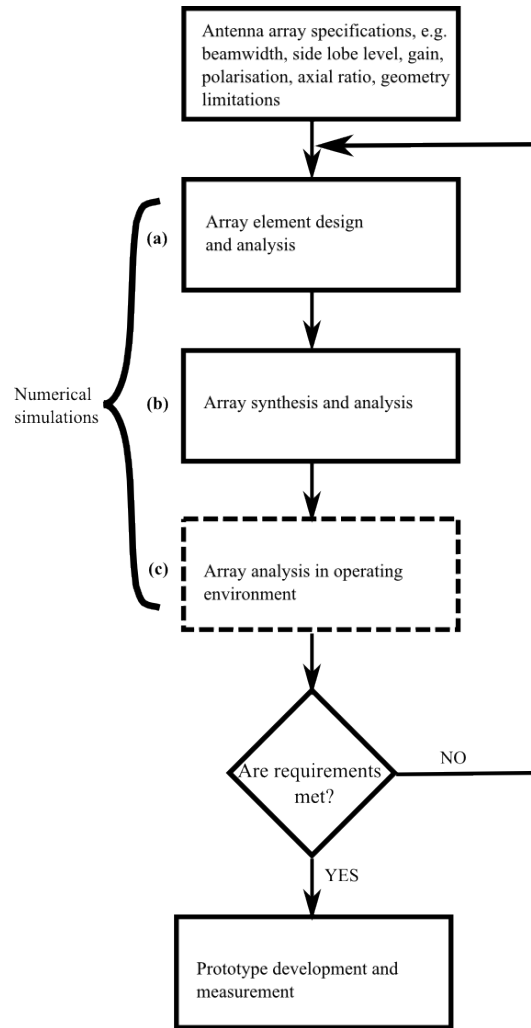 Antenna array specifications, e.g.
beamwidth, side lobe level, gain,
polarisation, axial ratio, geometry
limitations
(a)
Array element design
and analysis
Numerical
simulations
(b)
Array synthesis and analysis
(c)
Array analysis in operating
environment
Are requirements
met?
NO
YES
Prototype development and
measurement